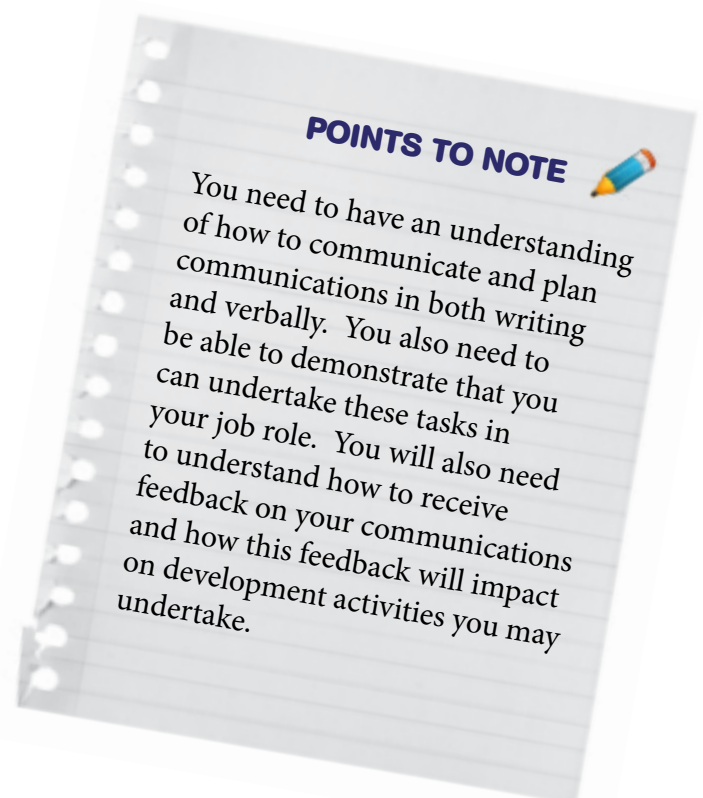 POINTS TO NOTE
You need to have an understanding
of how to communicate and plan
communications in both writing
and verbally.  You also need to
be able to demonstrate that you
can undertake these tasks in
your job role.  You will also need
to understand how to receive
feedback on your communications
and how this feedback will impact
on development activities you may
undertake.